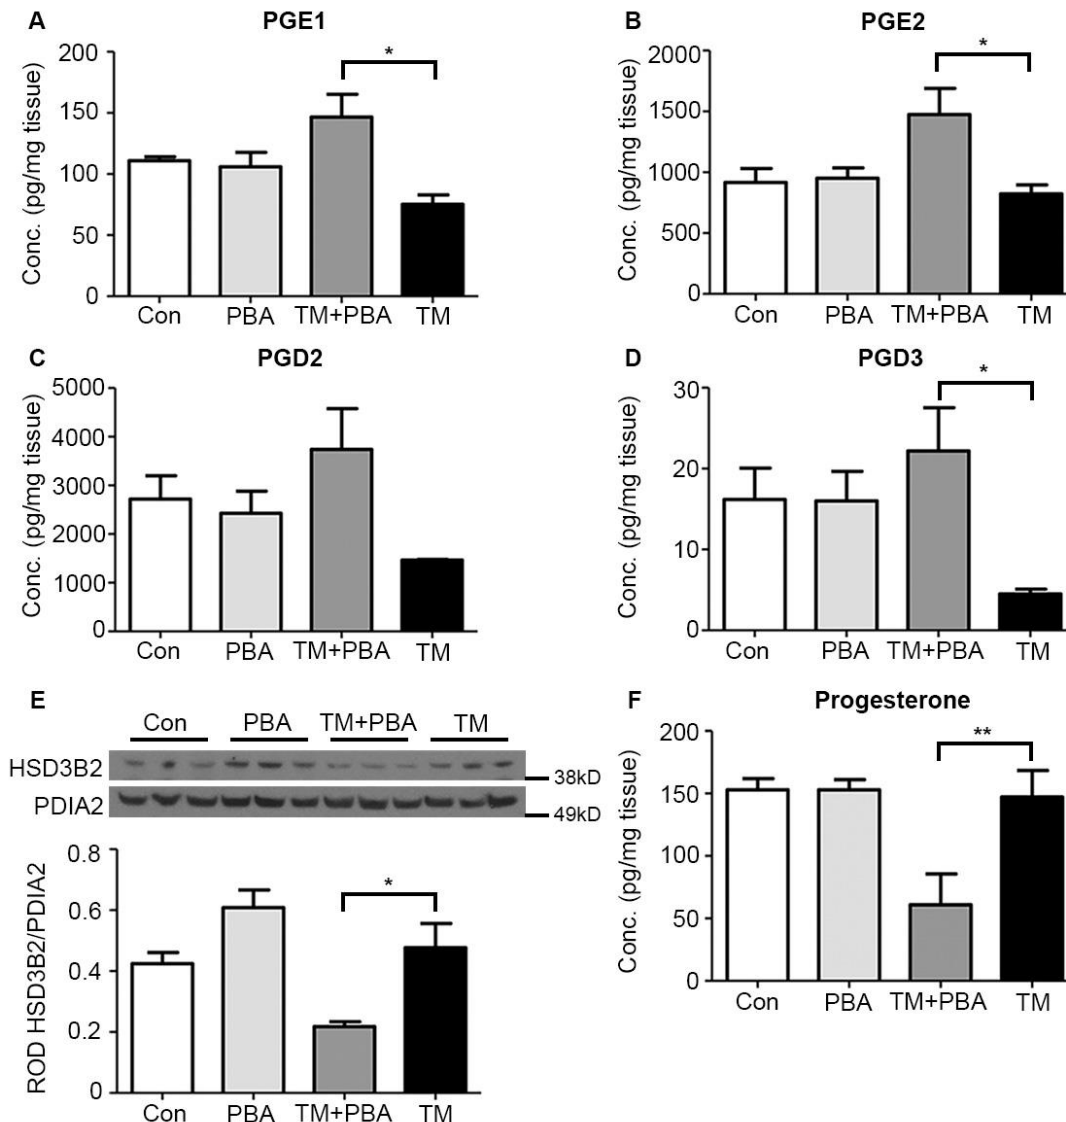 A
PGE1
*
Conc. (pg/mg tissue)
200
150
100
50
0
Con
PBA
TM+PBA
TM
B
PGE2
*
Conc. (pg/mg tissue)
2000
1500
1000
500
0
Con
PBA
TM+PBA
TM
C
PGD2
Conc. (pg/mg tissue)
5000
4000
3000
2000
1000
0
Con
PBA
TM+PBA
TM
D
PGD3
*
Conc. (pg/mg tissue)
30
20
10
0
Con
PBA
TM+PBA
TM
E
Con PBA TM+PBA TM
HSD3B2
38kD
PDIA2
49kD
*
ROD HSD3B2/PDIA2
0.8
0.6
0.4
0.2
0
Con
PBA
TM+PBA
TM
F
Progesterone
**
Conc. (pg/mg tissue)
200
150
100
50
0
Con
PBA
TM+PBA
TM